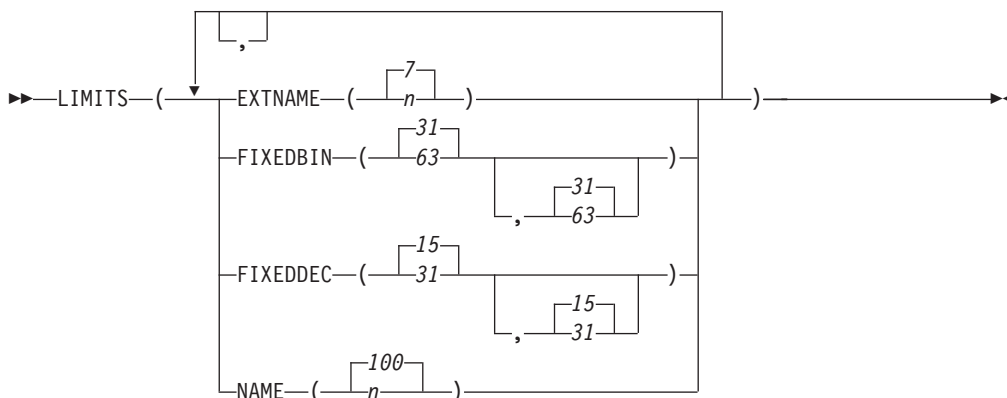 ,
7
LIMITS ( EXTNAME ( n ) )
31
FIXEDBIN ( 63 )
31
, 63
15
FIXEDDEC ( 31 )
15
, 31
100
NAME ( n )